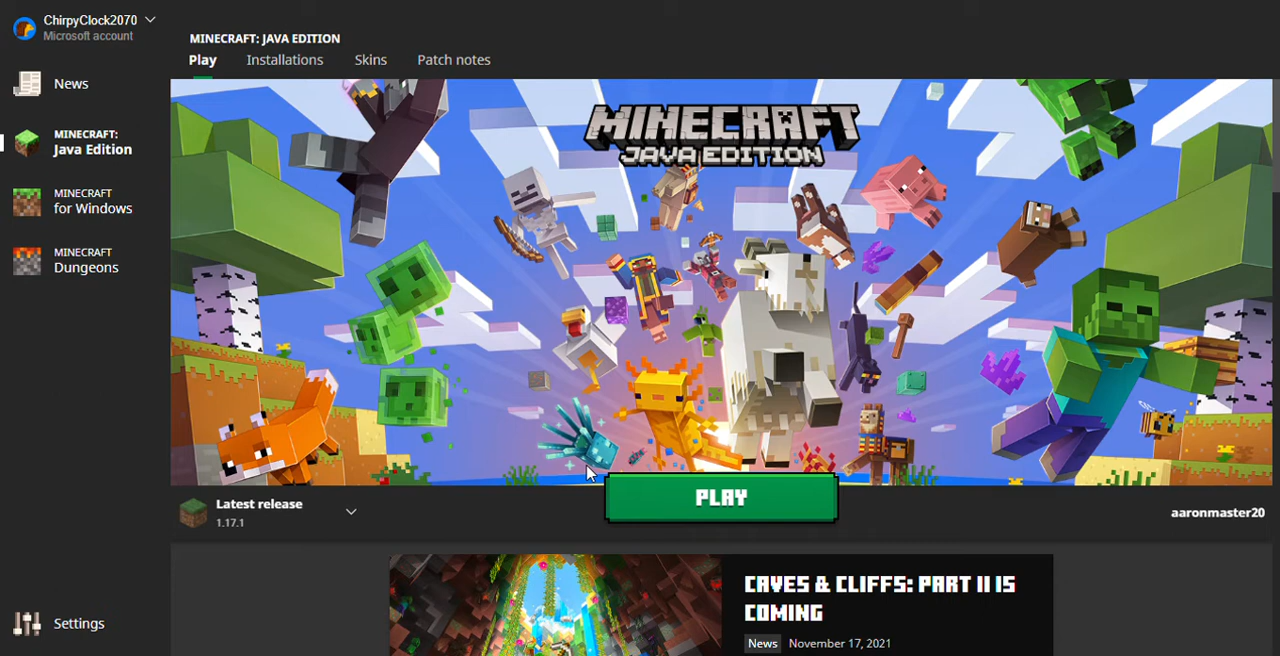 ChirpyClock2070
Microsoft account
News
MINECRAFT:
Java Edition
MINECRAFT
for Windows
MINECRAFT
Dungeons
Settings
MINECRAFT: JAVA EDITION
Play Installations Skins Patch notes
MINECRAFT
JAVA EDITION
Latest release
1.17.1
PLAY
aaronmaster20
CAVES & CLIFFS: PART II IS
COMING
News November 17, 2021